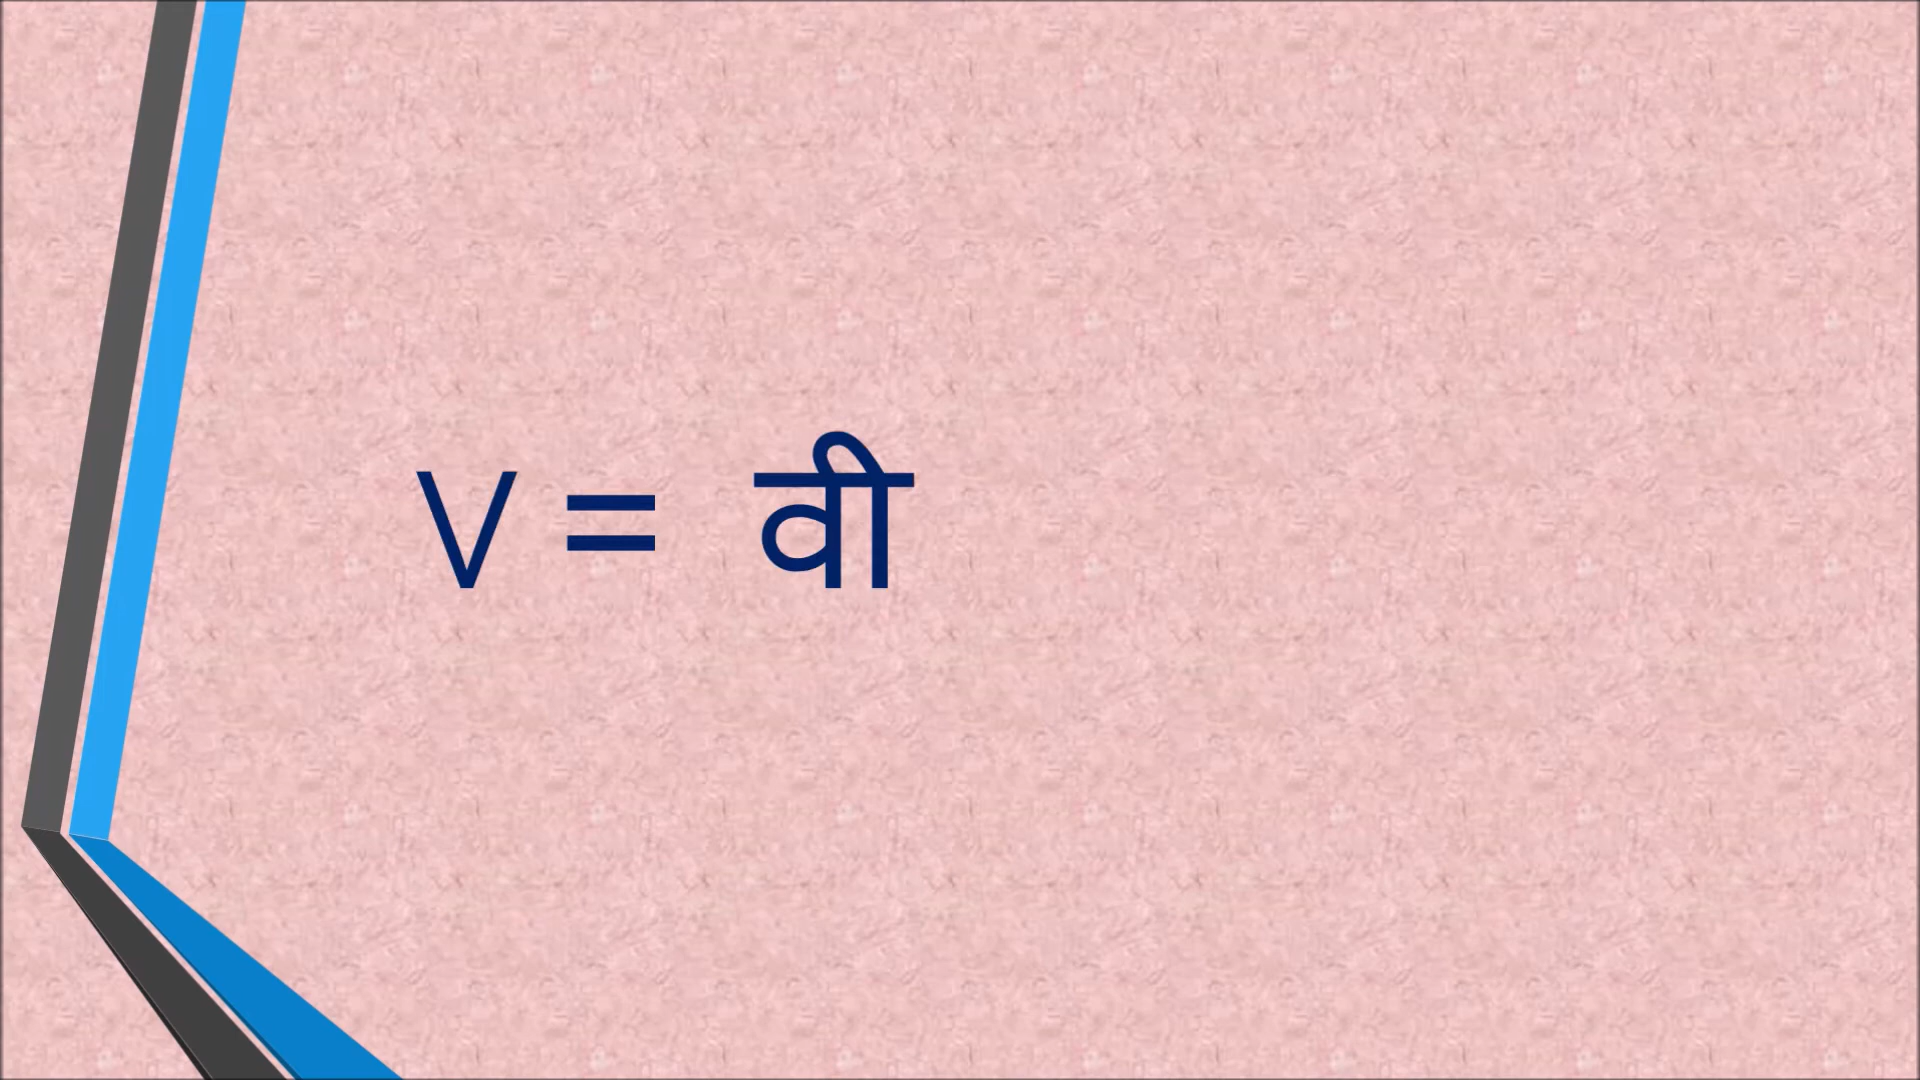 V = वी